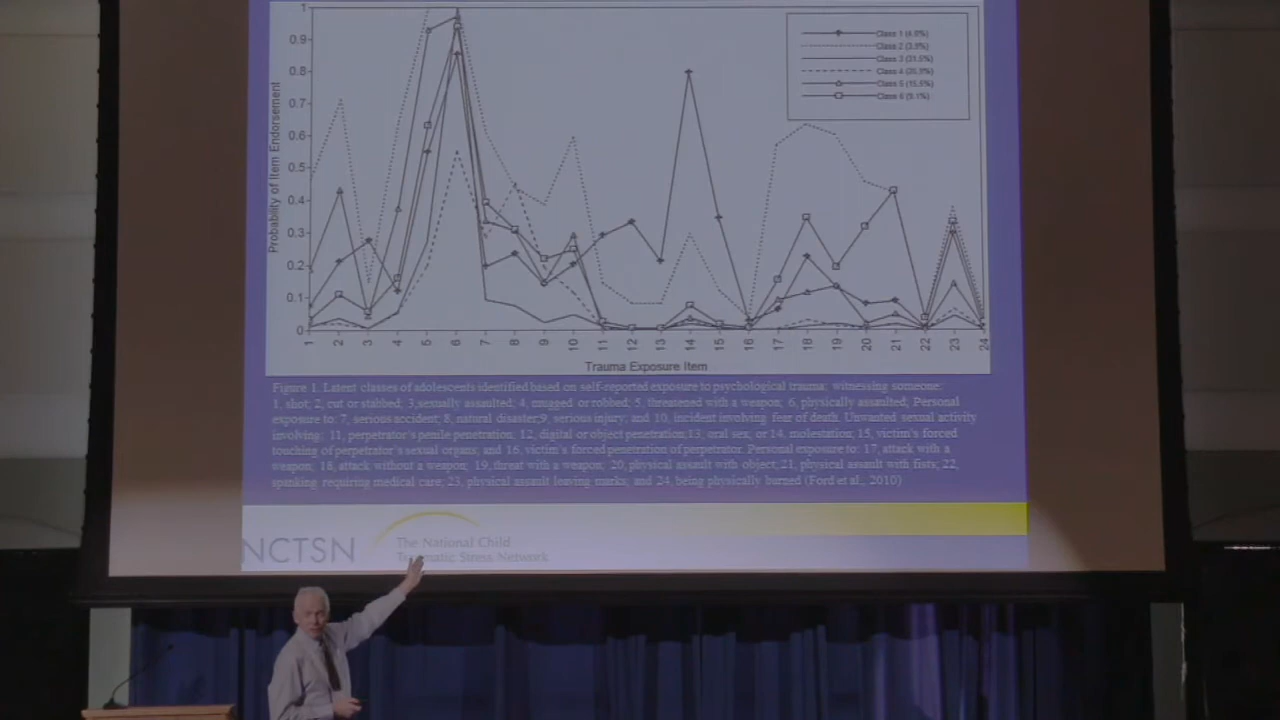 1
0.9
0.8
0.7
0.6
0.5
0.4
0.3
0.2
0.1
0
Probability of Item Endorsement
Class 1 (4.8%)
Class 2 (3.9%)
Class 3
Class 4
Class 5 (15.5%)
Class 6 (9.1%)
1 2 3 4 5 6 7 8 9 10 11 12 13 14 15 16 17 18 19 20 21 22 23 24
Trauma Exposure Item
Figure 1. Latent classes of adolescents identified based on self-reported exposure to psychological trauma: witnessing someone:
1, shot; 2, cut or stabbed; 3,sexually assaulted; 4, mugged or robbed; 5, threatened with a weapon; 6, physically assaulted; Personal
exposure to: 7, serious accident; 8, natural disaster;9, serious injury; and 10, incident involving fear of death. Unwanted sexual activity
involving: 11, perpetrator's penile penetration; 12, digital or object penetration;13, oral sex, or 14, molestation; 15, victim's forced
touching of perpetrator's sexual organs; and 16, victim's forced penetration of perpetrator. Personal exposure to: 17, attack with a
weapon; 18, attack without a weapon; 19, threat with a weapon; 20, physical assault with object; 21, physical assault with fists; 22,
spanking requiring medical care; 23, physical assault leaving marks; and 24, being physically burned (Ford et al., 2010)
NCTSN
The National Child
Traumatic Stress Network